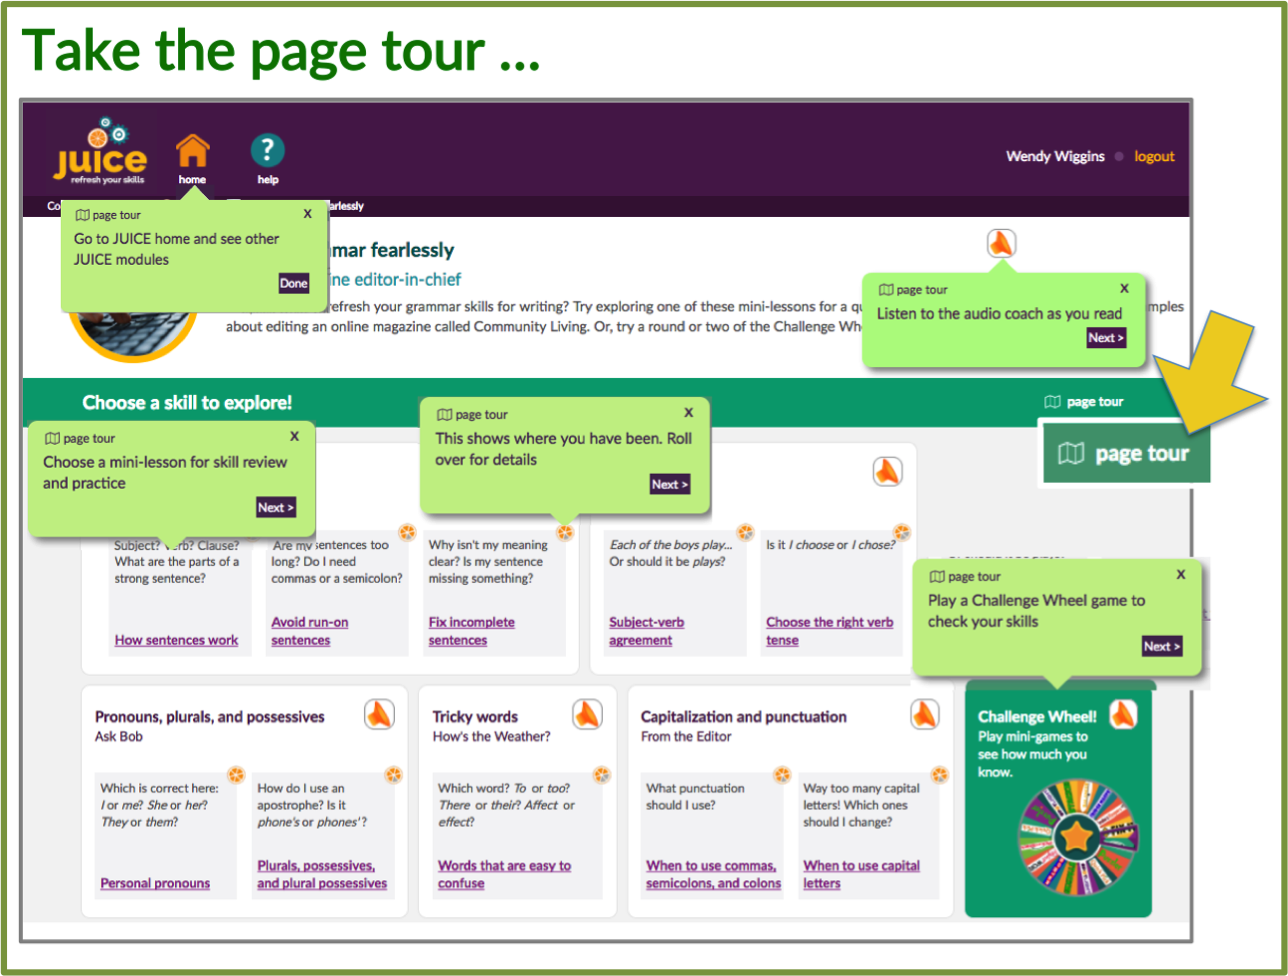 Take the page tour ...
JUICE
refresh your skills
home
help
Wendy Wiggins
logout
Co
arlessly
page tour X
Go to JUICE home and see other
JUICE modules
Done
mar fearlessly
ine editor-in-chief
refresh your grammar skills for writing? Try exploring one of these mini-lessons for a qu
mples
about editing an online magazine called Community Living. Or, try a round or two of the Challenge Wh
page tour X
Listen to the audio coach as you read
Next >
Choose a skill to explore!
page tour
page tour
page tour X
Choose a mini-lesson for skill review
and practice
Next >
page tour X
This shows where you have been. Roll
over for details
Next >
Subject? Verb? Clause?
What are the parts of a
strong sentence?
How sentences work
Are my sentences too
long? Do I need
commas or a semicolon?
Avoid run-on
sentences
Why isn't my meaning
clear? Is my sentence
missing something?
Fix incomplete
sentences
Each of the boys play...
Or should it be plays?
Subject-verb
agreement
Is it I choose or I chose?
Choose the right verb
tense
page tour X
Play a Challenge Wheel game to
check your skills
Next >
Pronouns, plurals, and possessives
Ask Bob
Which is correct here:
I or me? She or her?
They or them?
Personal pronouns
How do I use an
apostrophe? Is it
phone's or phones'?
Plurals, possessives,
and plural possessives
Tricky words
How's the Weather?
Which word? To or too?
There or their? Affect or
effect?
Words that are easy to
confuse
Capitalization and punctuation
From the Editor
What punctuation
should I use?
When to use commas,
semicolons, and colons
Way too many capital
letters! Which ones
should I change?
When to use capital
letters
Challenge Wheel!
Play mini-games to
see how much you
know.